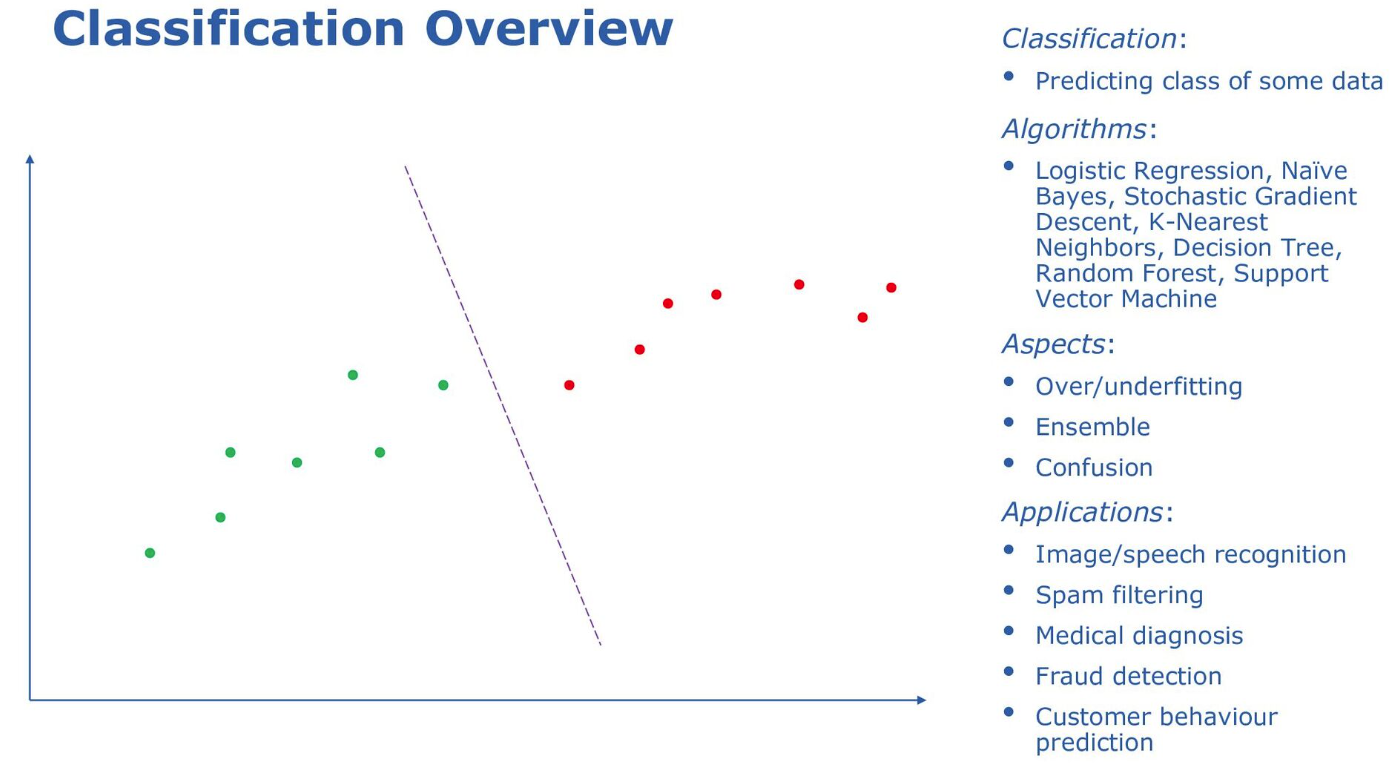 Classification Overview
Classification:
• Predicting class of some data
Algorithms:
• Logistic Regression, Naïve
Bayes, Stochastic Gradient
Descent, K-Nearest
Neighbors, Decision Tree,
Random Forest, Support
Vector Machine
Aspects:
• Over/underfitting
• Ensemble
• Confusion
Applications:
• Image/speech recognition
• Spam filtering
• Medical diagnosis
• Fraud detection
• Customer behaviour
prediction